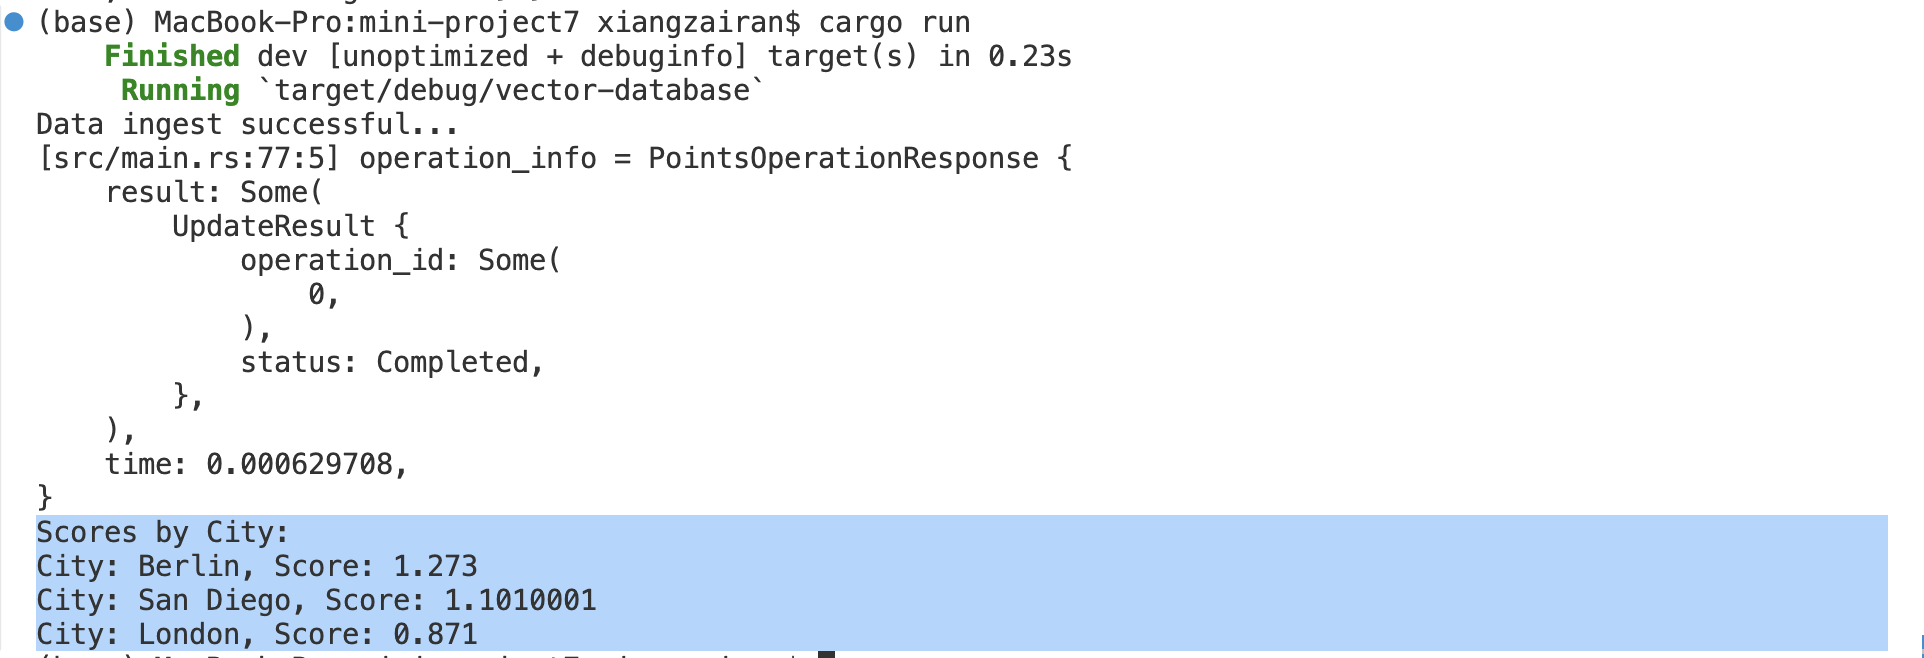 (base) MacBook-Pro:mini-project7 xiangzairan$ cargo run
    Finished dev [unoptimized + debuginfo] target(s) in 0.23s
     Running `target/debug/vector-database`
Data ingest successful...
[src/main.rs:77:5] operation_info = PointsOperationResponse {
    result: Some(
        UpdateResult {
            operation_id: Some(
                0,
            ),
            status: Completed,
        },
    ),
    time: 0.000629708,
}
Scores by City:
City: Berlin, Score: 1.273
City: San Diego, Score: 1.1010001
City: London, Score: 0.871